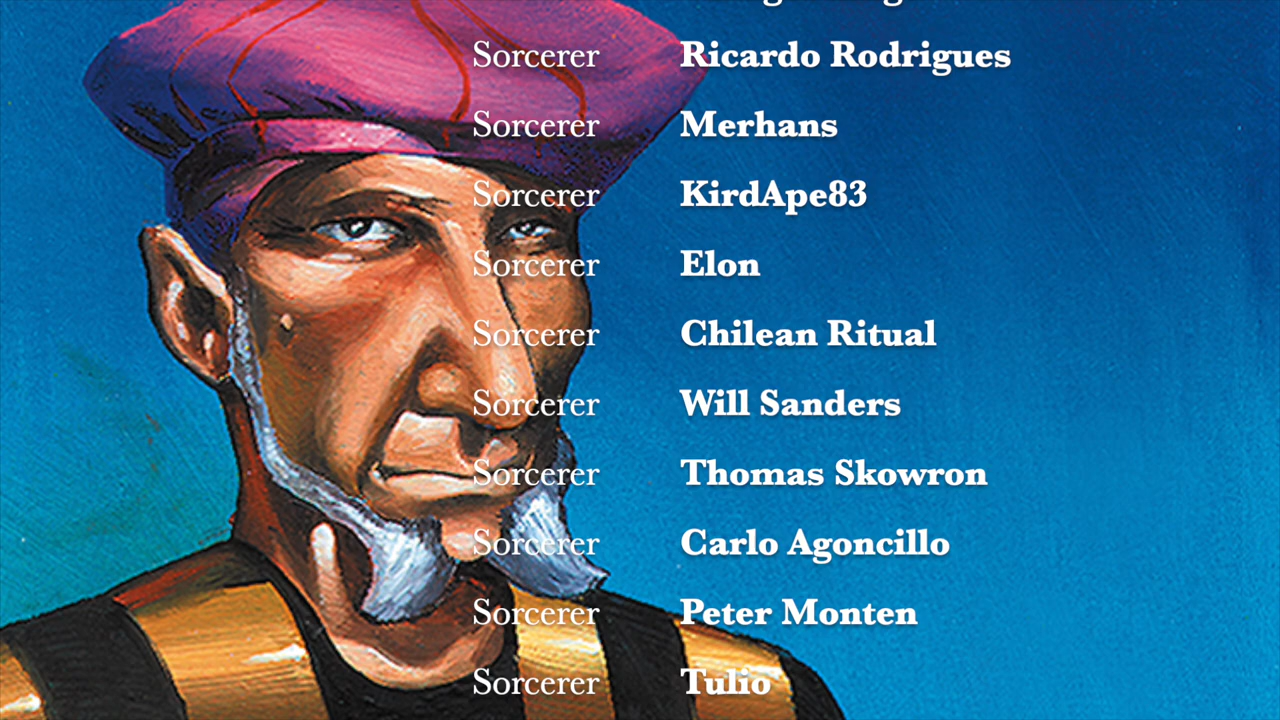 Sorcerer Ricardo Rodrigues
Sorcerer Merhans
Sorcerer KirdApe83
Sorcerer Elon
Sorcerer Chilean Ritual
Sorcerer Will Sanders
Sorcerer Thomas Skowron
Sorcerer Carlo Agoncillo
Sorcerer Peter Monten
Sorcerer Tulio